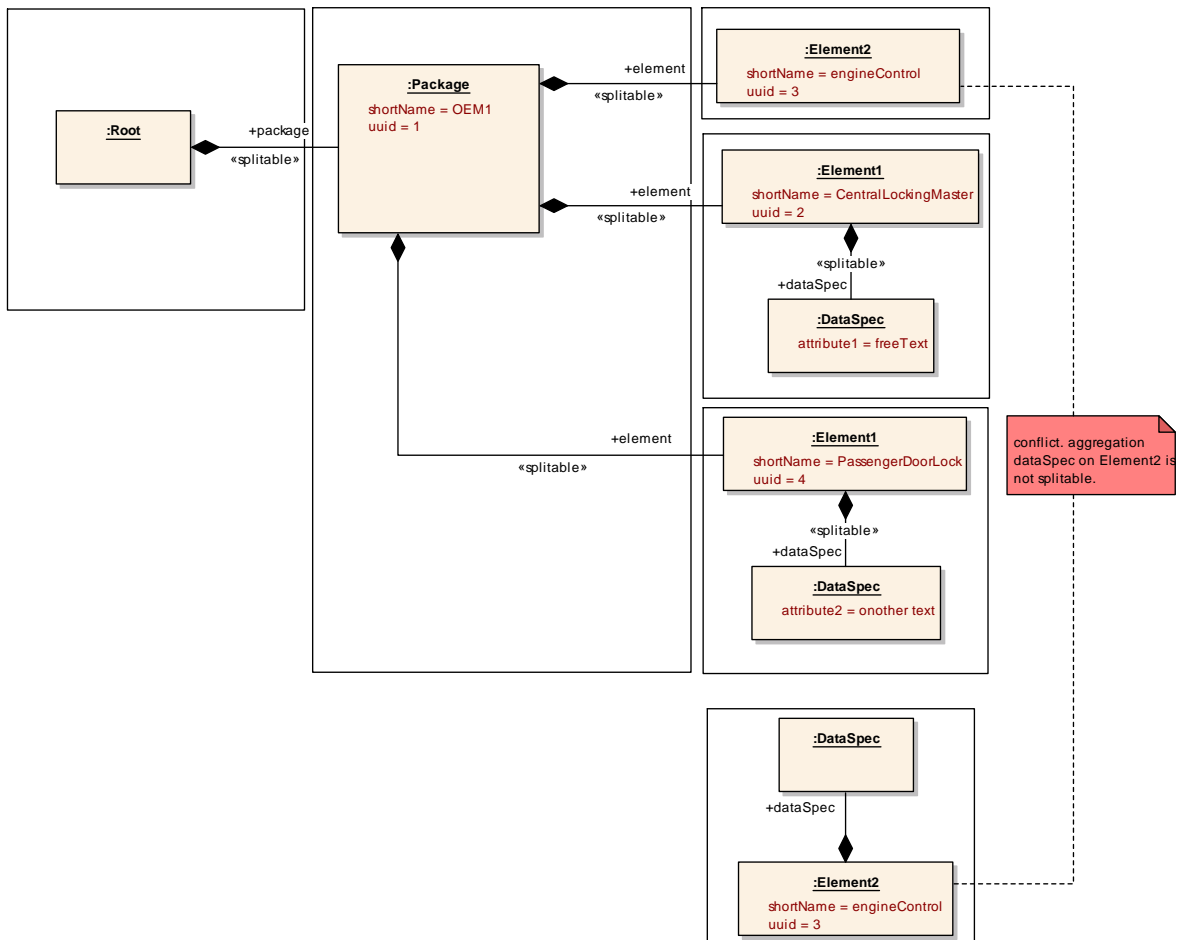 :Root
+package
«splitable»
:Package
shortName = OEM1
uuid = 1
+element
«splitable»
:Element2
shortName = engineControl
uuid = 3
+element
«splitable»
:Element1
shortName = CentralLockingMaster
uuid = 2
«splitable»
+dataSpec
:DataSpec
attribute1 = freeText
+element
«splitable»
:Element1
shortName = PassengerDoorLock
uuid = 4
«splitable»
+dataSpec
:DataSpec
attribute2 = onother text
conflict. aggregation
dataSpec on Element2 is
not splitable.
:DataSpec
+dataSpec
:Element2
shortName = engineControl
uuid = 3